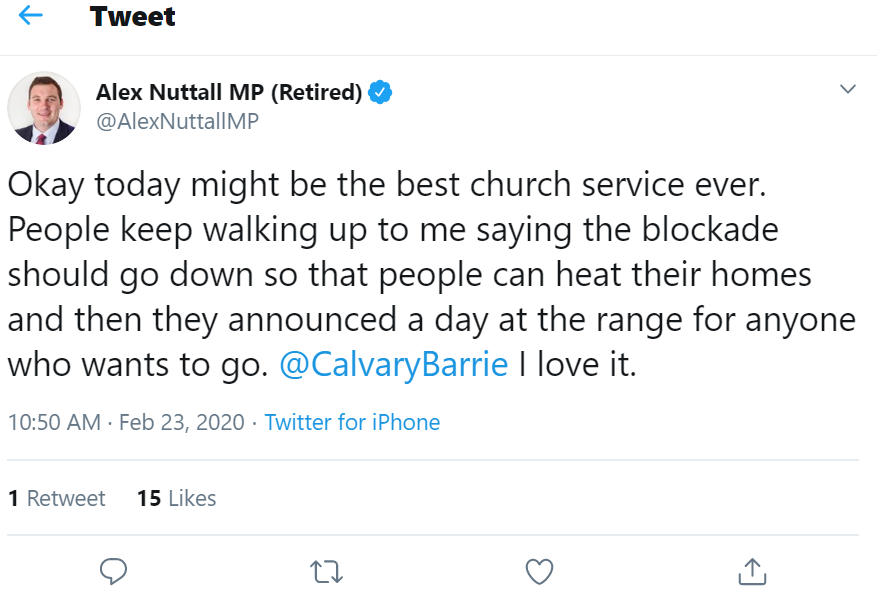 Tweet
Alex Nuttall MP (Retired)
@AlexNuttallMP
Okay today might be the best church service ever.
People keep walking up to me saying the blockade
should go down so that people can heat their homes
and then they announced a day at the range for anyone
who wants to go. @CalvaryBarrie I love it.
10:50 AM · Feb 23, 2020 · Twitter for iPhone
1 Retweet 15 Likes